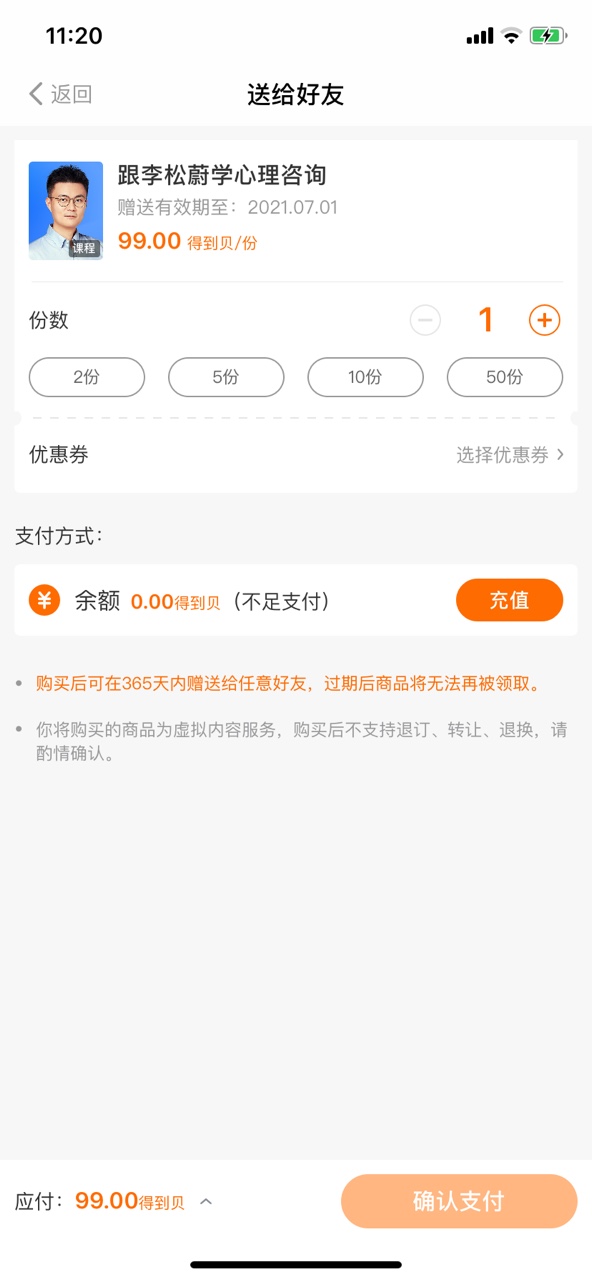 11:20
返回
送给好友
跟李松蔚学心理咨询
赠送有效期至：2021.07.01
99.00 得到贝/份
课程
份数
1
2份
5份
10份
50份
优惠券
选择优惠券
支付方式：
余额 0.00得到贝（不足支付）
充值
购买后可在365天内赠送给任意好友，过期后商品将无法再被领取。
你将购买的商品为虚拟内容服务，购买后不支持退订、转让、退换，请
酌情确认。
应付：99.00得到贝
确认支付